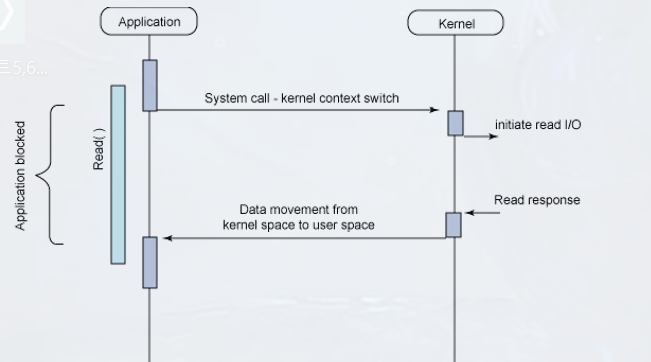 Application
Kernel
5,6...
System call - kernel context switch
initiate read I/O
Read( )
Application blocked
Read response
Data movement from
kernel space to user space